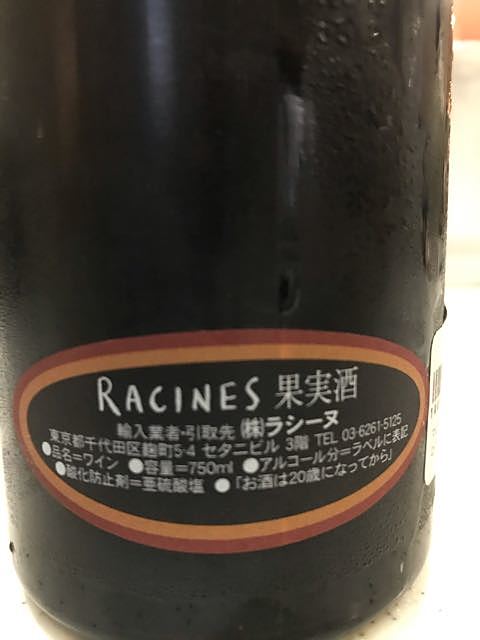 RACINES 果実酒
輸入業者・引取先 (株)ラシーヌ
東京都千代田区麹町5-4 セタニビル 3階 TEL 03-6261-5125
●品名=ワイン ●容量=750ml ●アルコール分=ラベルに表記
●酸化防止剤=亜硫酸塩 ●「お酒は20歳になってから」